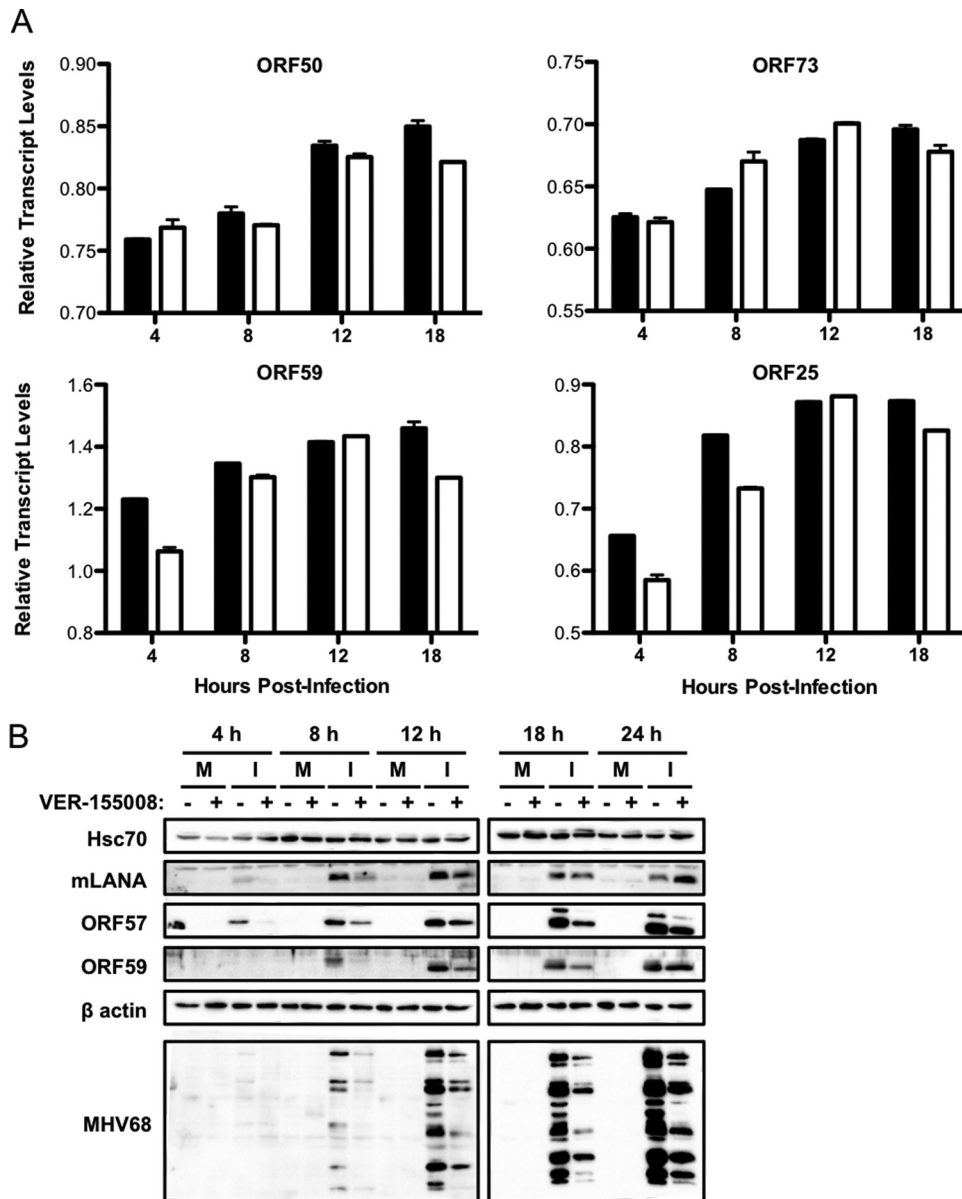 A
ORF50
Relative Transcript Levels
0.90
0.85
0.80
0.75
0.70
4 8 12 18
ORF73
0.75
0.70
0.65
0.60
0.55
4 8 12 18
ORF59
Relative Transcript Levels
1.6
1.4
1.2
1.0
0.8
4 8 12 18
Hours Post-Infection
ORF25
0.9
0.8
0.7
0.6
0.5
4 8 12 18
Hours Post-Infection
B
4 h 8 h 12 h 18 h 24 h
M I M I M I M I M I
VER-155008: - + - + - + - + - + - + - + - + - + - +
Hsc70
mLANA
ORF57
ORF59
β actin
MHV68